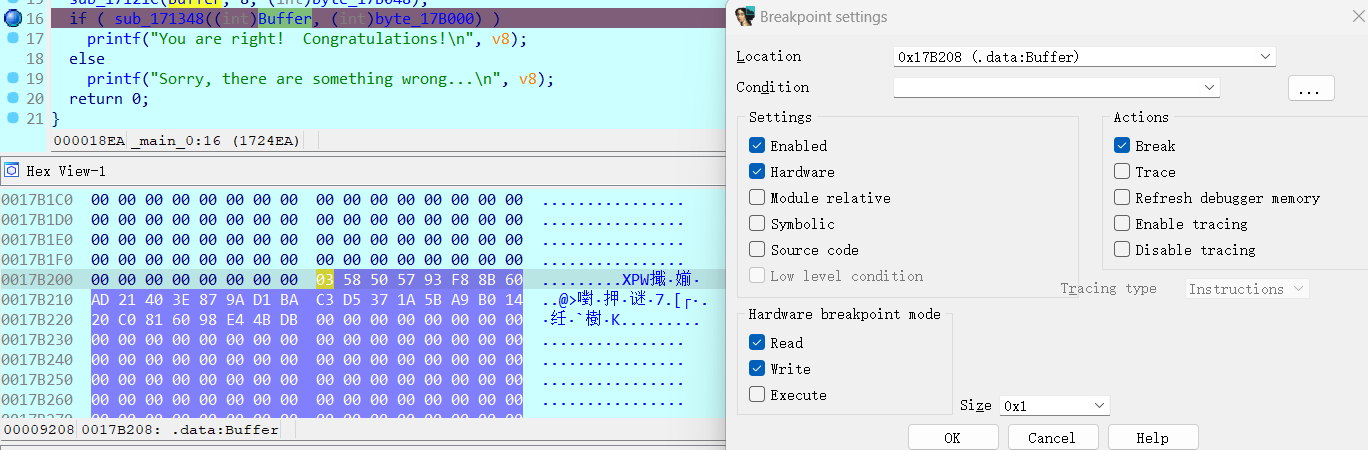 15 sub_17121C(Buffer, 8, (int)byte_17B048);
16 if ( sub_171348((int)Buffer, (int)byte_17B000) )
17 printf("You are right!  Congratulations!\n", v8);
18 else
19 printf("Sorry, there are something wrong...\n", v8);
20 return 0;
21 }
000018EA _main_0:16 (1724EA)
Hex View-1
0017B1C0 00 00 00 00 00 00 00 00 00 00 00 00 00 00 00 00 ................
0017B1D0 00 00 00 00 00 00 00 00 00 00 00 00 00 00 00 00 ................
0017B1E0 00 00 00 00 00 00 00 00 00 00 00 00 00 00 00 00 ................
0017B1F0 00 00 00 00 00 00 00 00 00 00 00 00 00 00 00 00 ................
0017B200 00 00 00 00 00 00 00 00 03 58 50 57 93 F8 8B 60 .........XPW擑·媊·
0017B210 AD 21 40 3E 87 9A D1 BA C3 D5 37 1A 5B A9 B0 14 ..@>嚉·押·谜·7.[┌·..
0017B220 20 C0 81 60 98 E4 4B DB 00 00 00 00 00 00 00 00 ·纴·`樹·K.........
0017B230 00 00 00 00 00 00 00 00 00 00 00 00 00 00 00 00 ................
0017B240 00 00 00 00 00 00 00 00 00 00 00 00 00 00 00 00 ................
0017B250 00 00 00 00 00 00 00 00 00 00 00 00 00 00 00 00 ................
0017B260 00 00 00 00 00 00 00 00 00 00 00 00 00 00 00 00 ................
00009208 0017B208: .data:Buffer
Breakpoint settings
Location 0x17B208 (.data:Buffer)
Condition ...
Settings
Enabled
Hardware
Module relative
Symbolic
Source code
Low level condition
Actions
Break
Trace
Refresh debugger memory
Enable tracing
Disable tracing
Tracing type Instructions
Hardware breakpoint mode
Read
Write
Execute
Size 0x1
OK Cancel Help